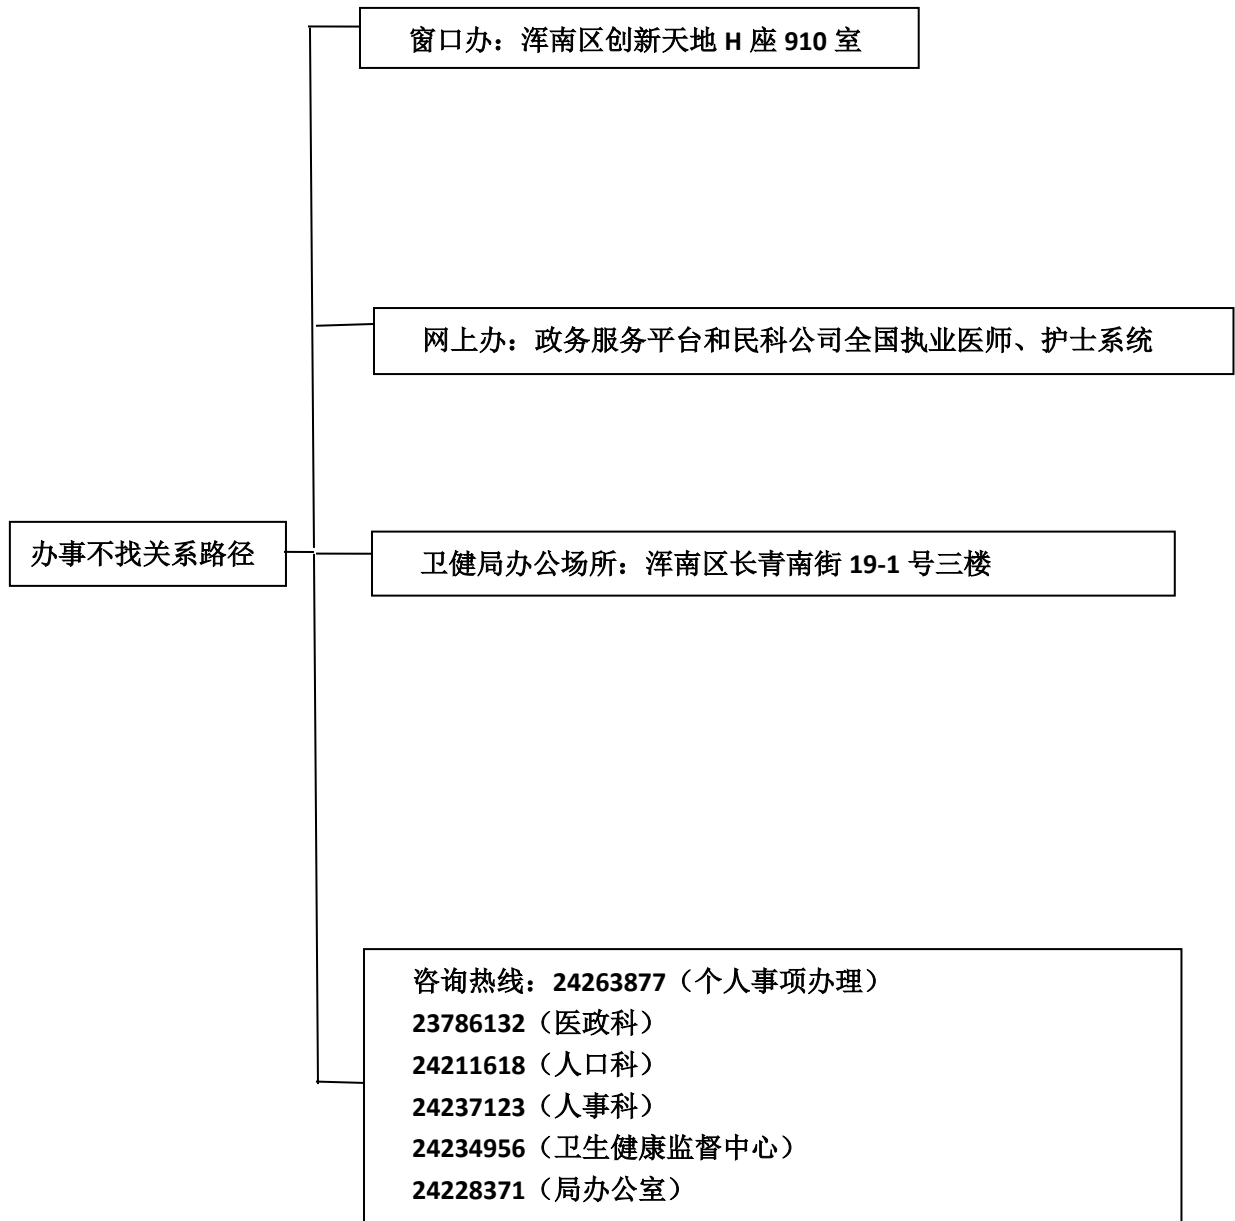 窗口办：浑南区创新天地 H 座 910 室
网上办：政务服务平台和民科公司全国执业医师、护士系统
办事不找关系路径
卫健局办公场所：浑南区长青南街 19-1 号三楼
咨询热线：24263877（个人事项办理）
23786132（医政科）
24211618（人口科）
24237123（人事科）
24234956（卫生健康监督中心）
24228371（局办公室）